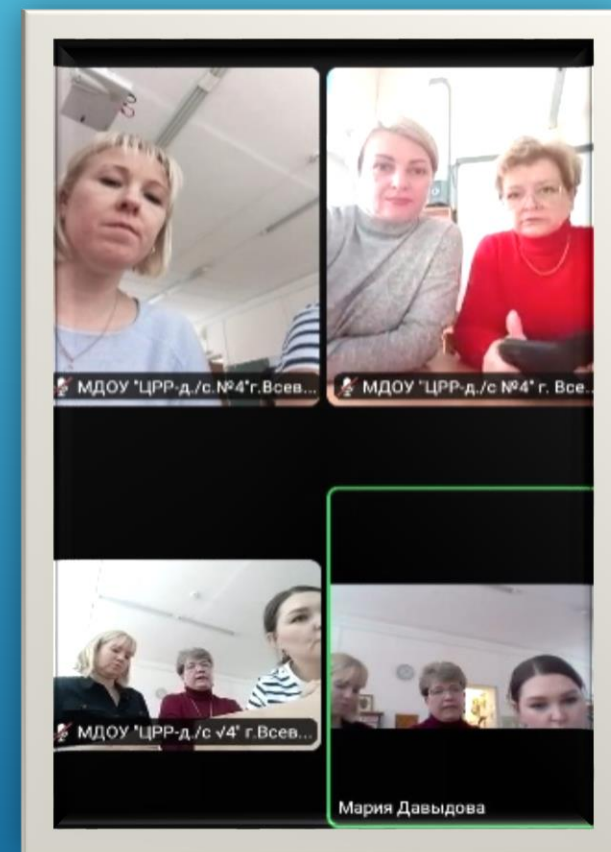 МДОУ "ЦРР-д./с.№4"г.Всев...
МДОУ "ЦРР-д./с №4" г. Все..
МДОУ "ЦРР-д./с √4" г.Всев...
Мария Давыдова